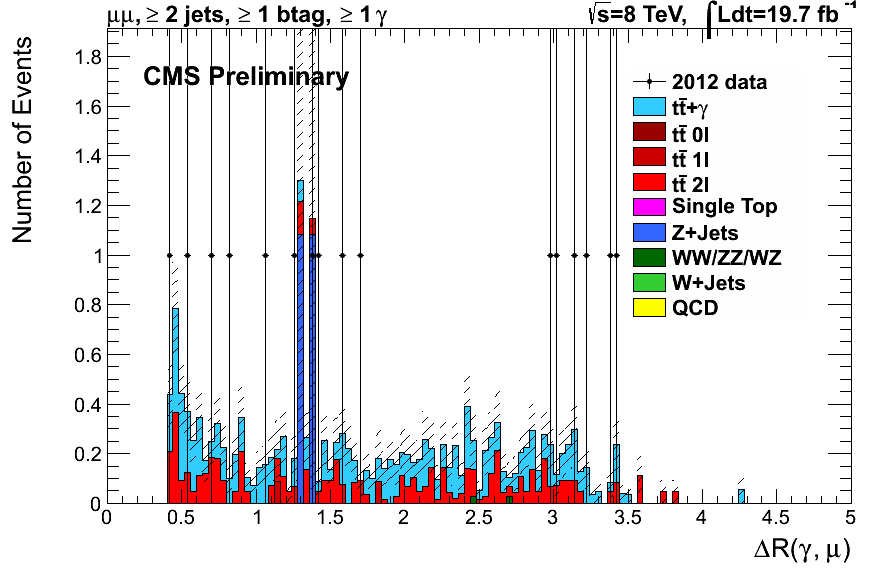 μμ, ≥ 2 jets, ≥ 1 btag, ≥ 1 γ √s=8 TeV, ∫Ldt=19.7 fb⁻¹
CMS Preliminary
Number of Events
1.8
1.6
1.4
1.2
1
0.8
0.6
0.4
0.2
0
2012 data
tt̄+γ
tt̄ 0l
tt̄ 1l
tt̄ 2l
Single Top
Z+Jets
WW/ZZ/WZ
W+Jets
QCD
0 0.5 1 1.5 2 2.5 3 3.5 4 4.5 5
ΔR(γ, μ)